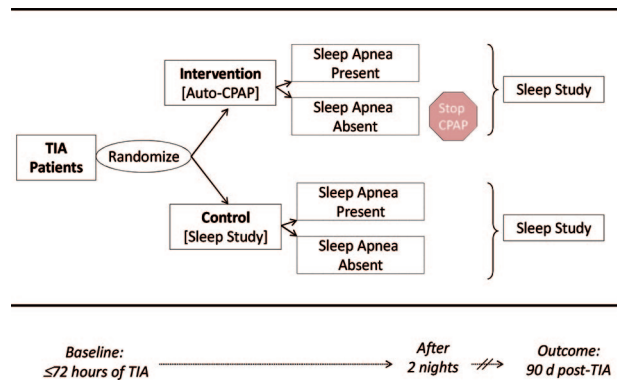 TIA
Patients
Randomize
Intervention
[Auto-CPAP]
Sleep Apnea
Present
Sleep Apnea
Absent
Stop
CPAP
Sleep Study
Control
[Sleep Study]
Sleep Apnea
Present
Sleep Apnea
Absent
Sleep Study
Baseline:
≤72 hours of TIA
After
2 nights
Outcome:
90 d post-TIA